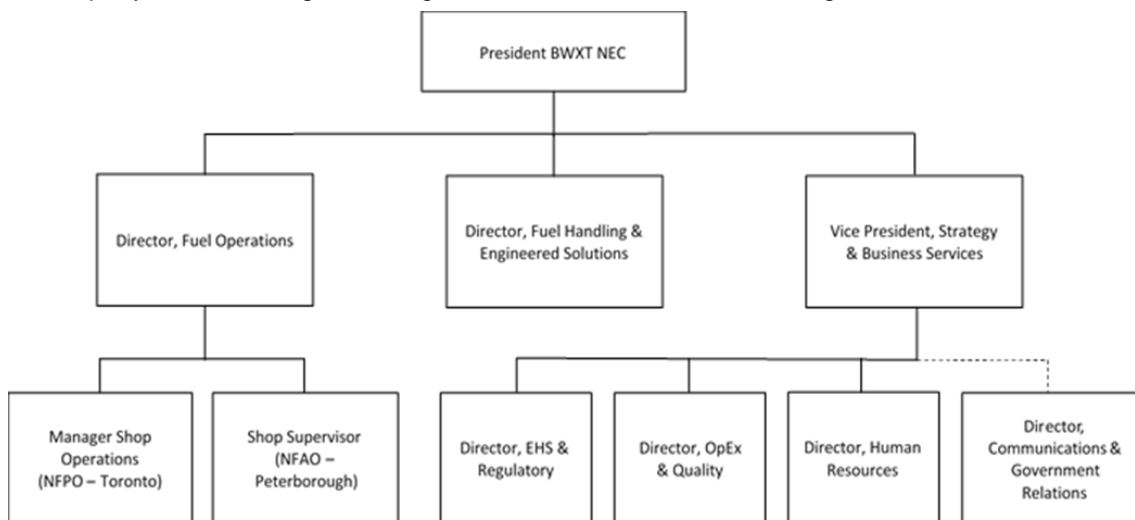 President BWXT NEC
Director, Fuel Operations
Director, Fuel Handling &
Engineered Solutions
Vice President, Strategy
& Business Services
Manager Shop
Operations
(NFPO – Toronto)
Shop Supervisor
(NFAO –
Peterborough)
Director, EHS &
Regulatory
Director, OpEx
& Quality
Director, Human
Resources
Director,
Communications &
Government
Relations